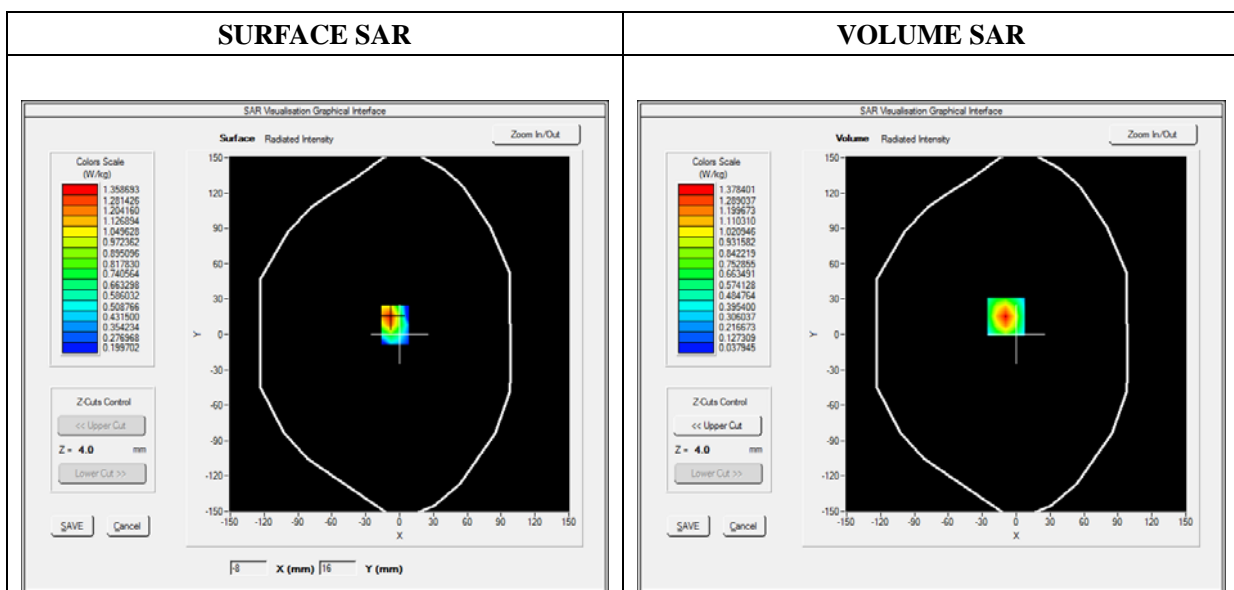 SURFACE SAR
SAR Visualisation Graphical Interface
Surface Radiated Intensity
Zoom In/Out
Colors Scale
(W/kg)
1.358693
1.281426
1.204160
1.126894
1.049628
0.972362
0.895096
0.817830
0.740564
0.663298
0.586032
0.508766
0.431500
0.354234
0.276968
0.199702
Z-Cuts Control
<< Upper Cut
Z = 4.0 mm
Lower Cut >>
SAVE Cancel
150
120
90
60
30
0
-30
-60
-90
-120
-150
Y
-150 -120 -90 -60 -30 0 30 60 90 120 150
X
-8 X (mm) 16 Y (mm)
VOLUME SAR
SAR Visualisation Graphical Interface
Volume Radiated Intensity
Zoom In/Out
Colors Scale
(W/kg)
1.378401
1.289037
1.199673
1.110310
1.020946
0.931582
0.842219
0.752855
0.663491
0.574128
0.484764
0.395400
0.306037
0.216673
0.127309
0.037945
Z-Cuts Control
<< Upper Cut
Z = 4.0 mm
Lower Cut >>
SAVE Cancel
150
120
90
60
30
0
-30
-60
-90
-120
-150
Y
-150 -120 -90 -60 -30 0 30 60 90 120 150
X